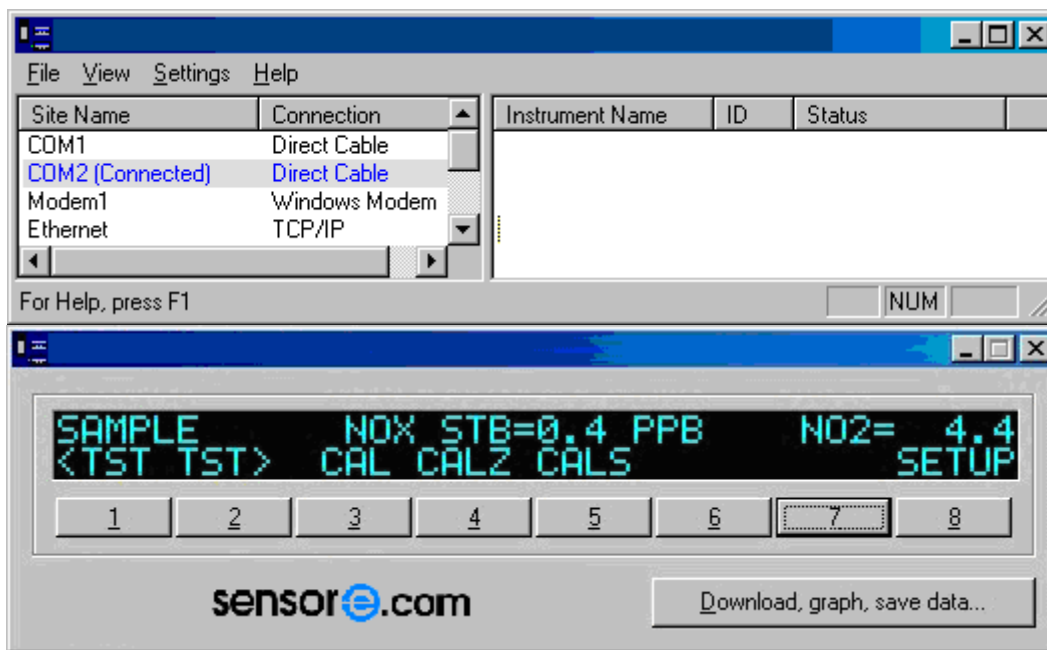 File View Settings Help
Site Name Connection
COM1 Direct Cable
COM2 (Connected) Direct Cable
Modem1 Windows Modem
Ethernet TCP/IP
Instrument Name ID Status
For Help, press F1 NUM
SAMPLE NOX STB=0.4 PPB NO2= 4.4
<TST TST> CAL CALZ CALS SETUP
1 2 3 4 5 6 7 8
sensore.com
Download, graph, save data...